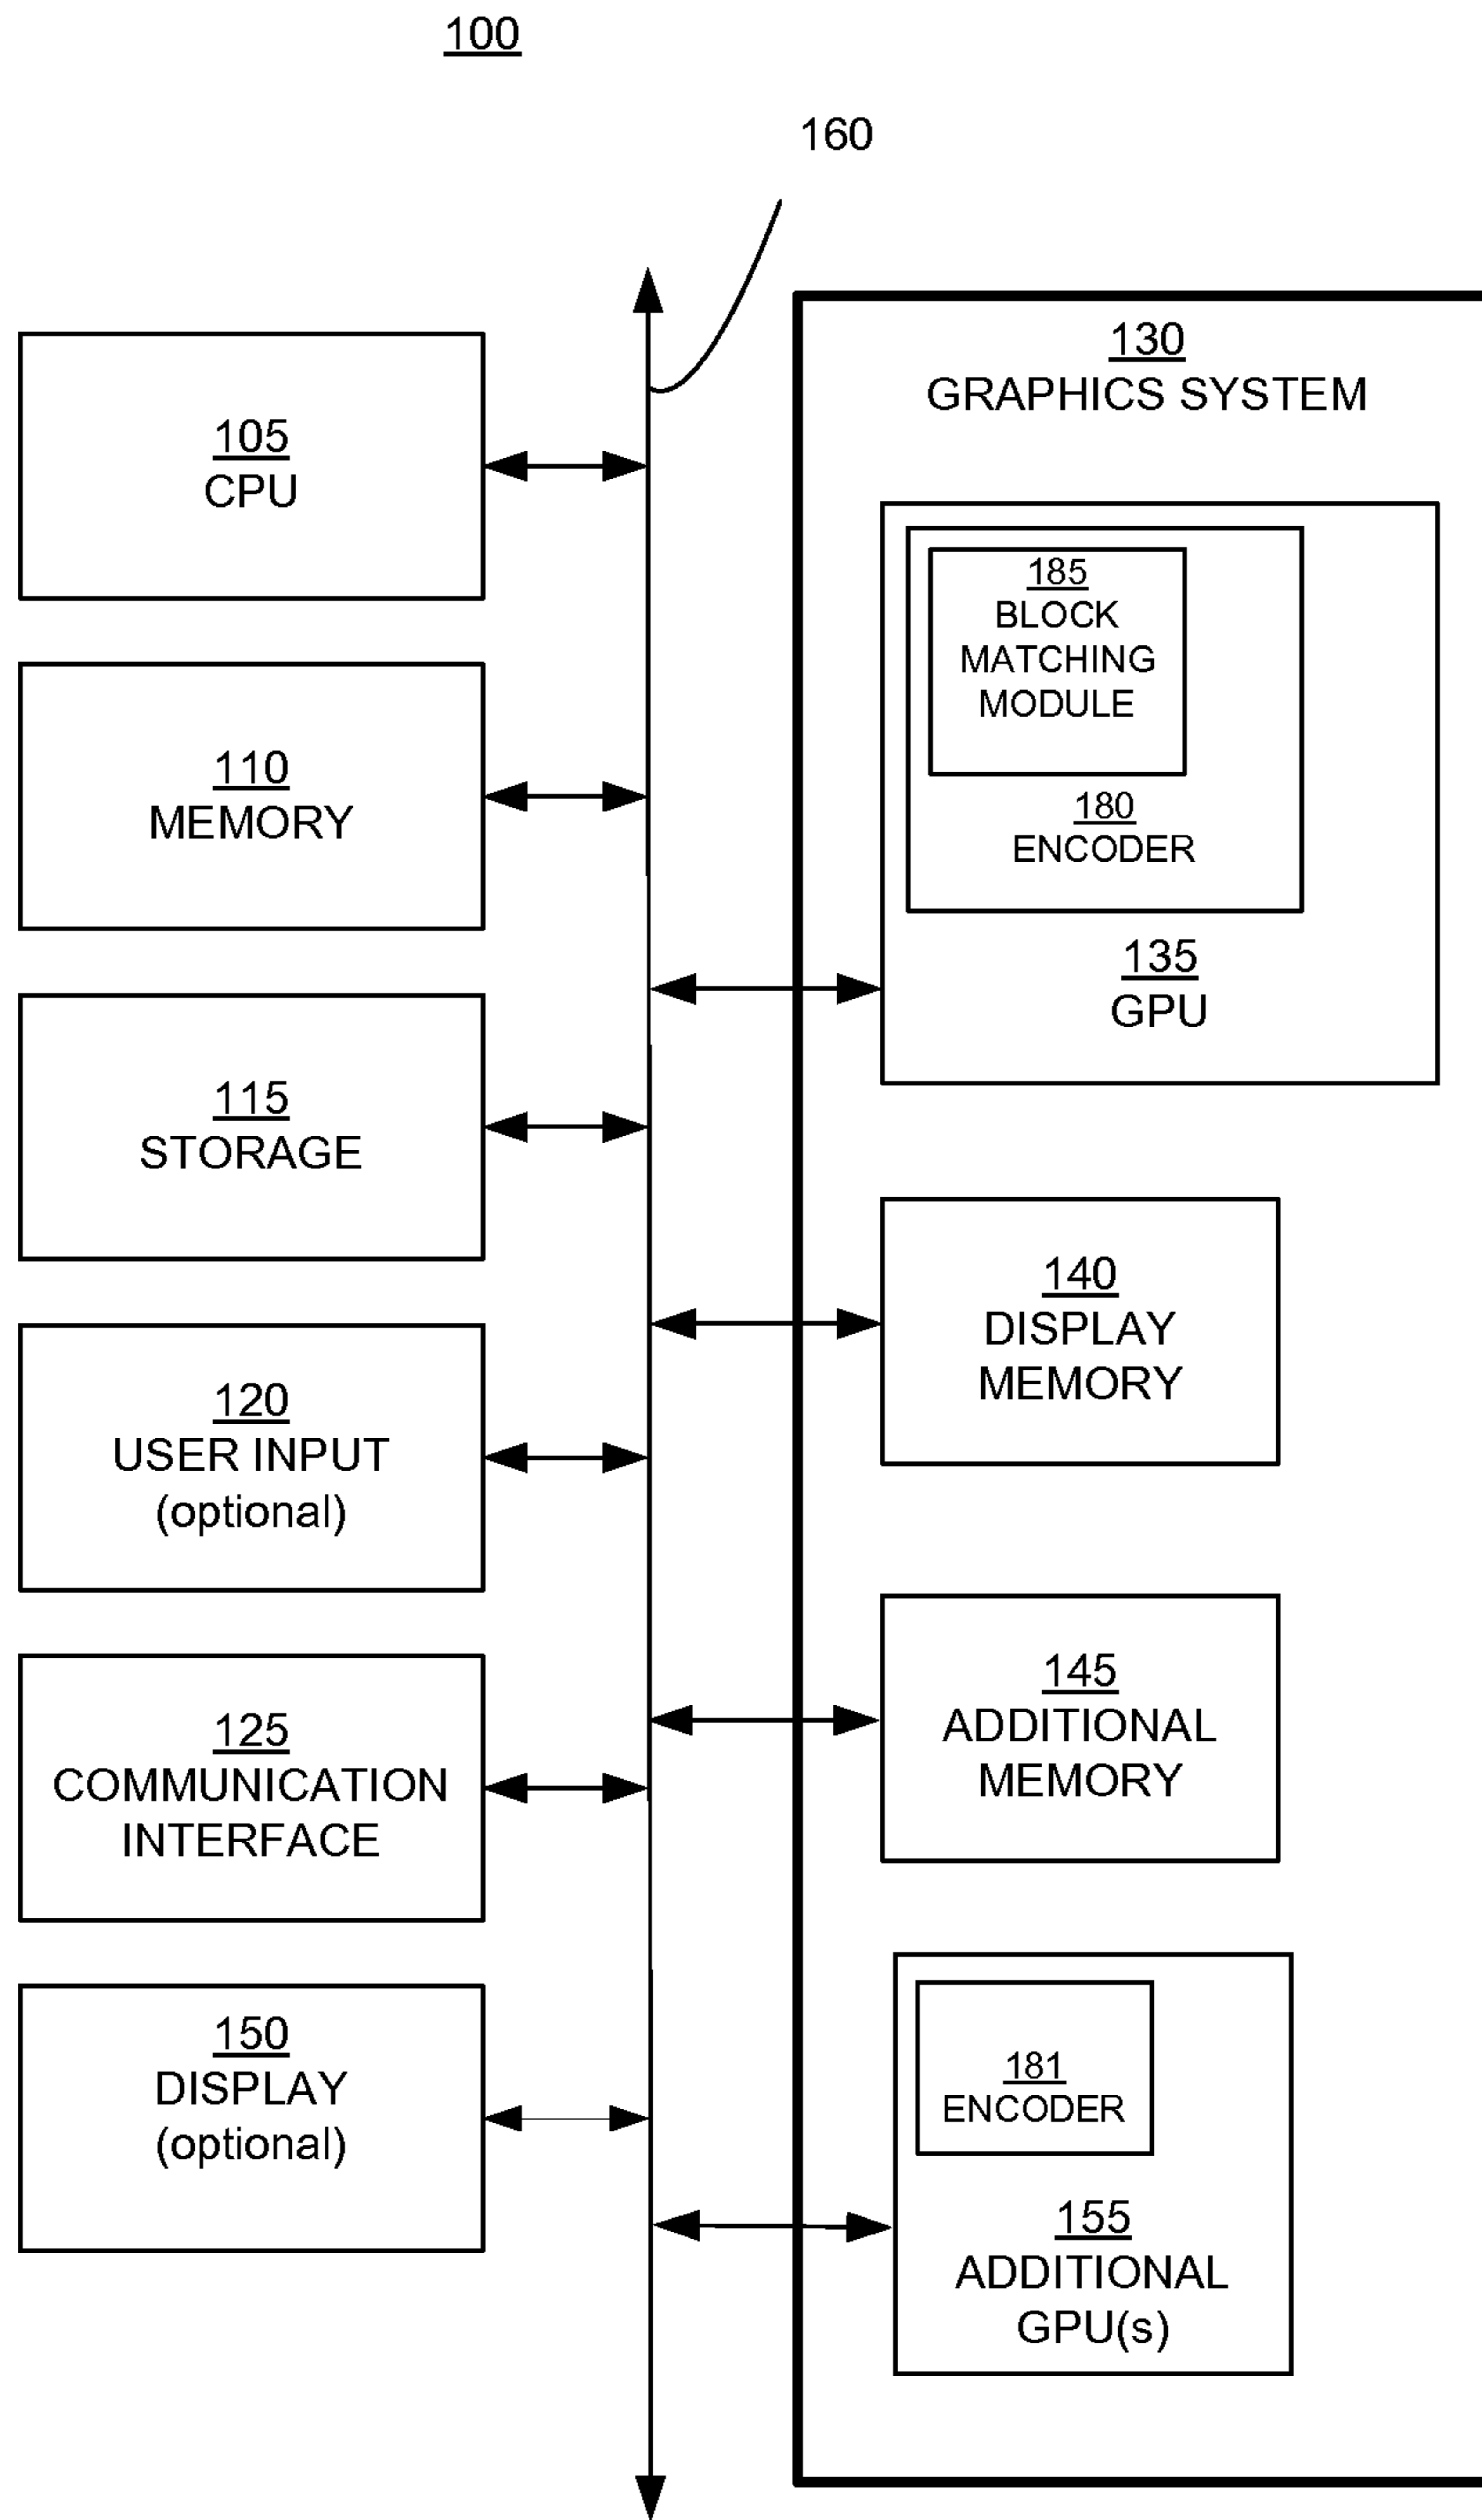 100
160
105
CPU
110
MEMORY
115
STORAGE
120
USER INPUT
(optional)
125
COMMUNICATION
INTERFACE
150
DISPLAY
(optional)
130
GRAPHICS SYSTEM
185
BLOCK
MATCHING
MODULE
180
ENCODER
135
GPU
140
DISPLAY
MEMORY
145
ADDITIONAL
MEMORY
181
ENCODER
155
ADDITIONAL
GPU(s)